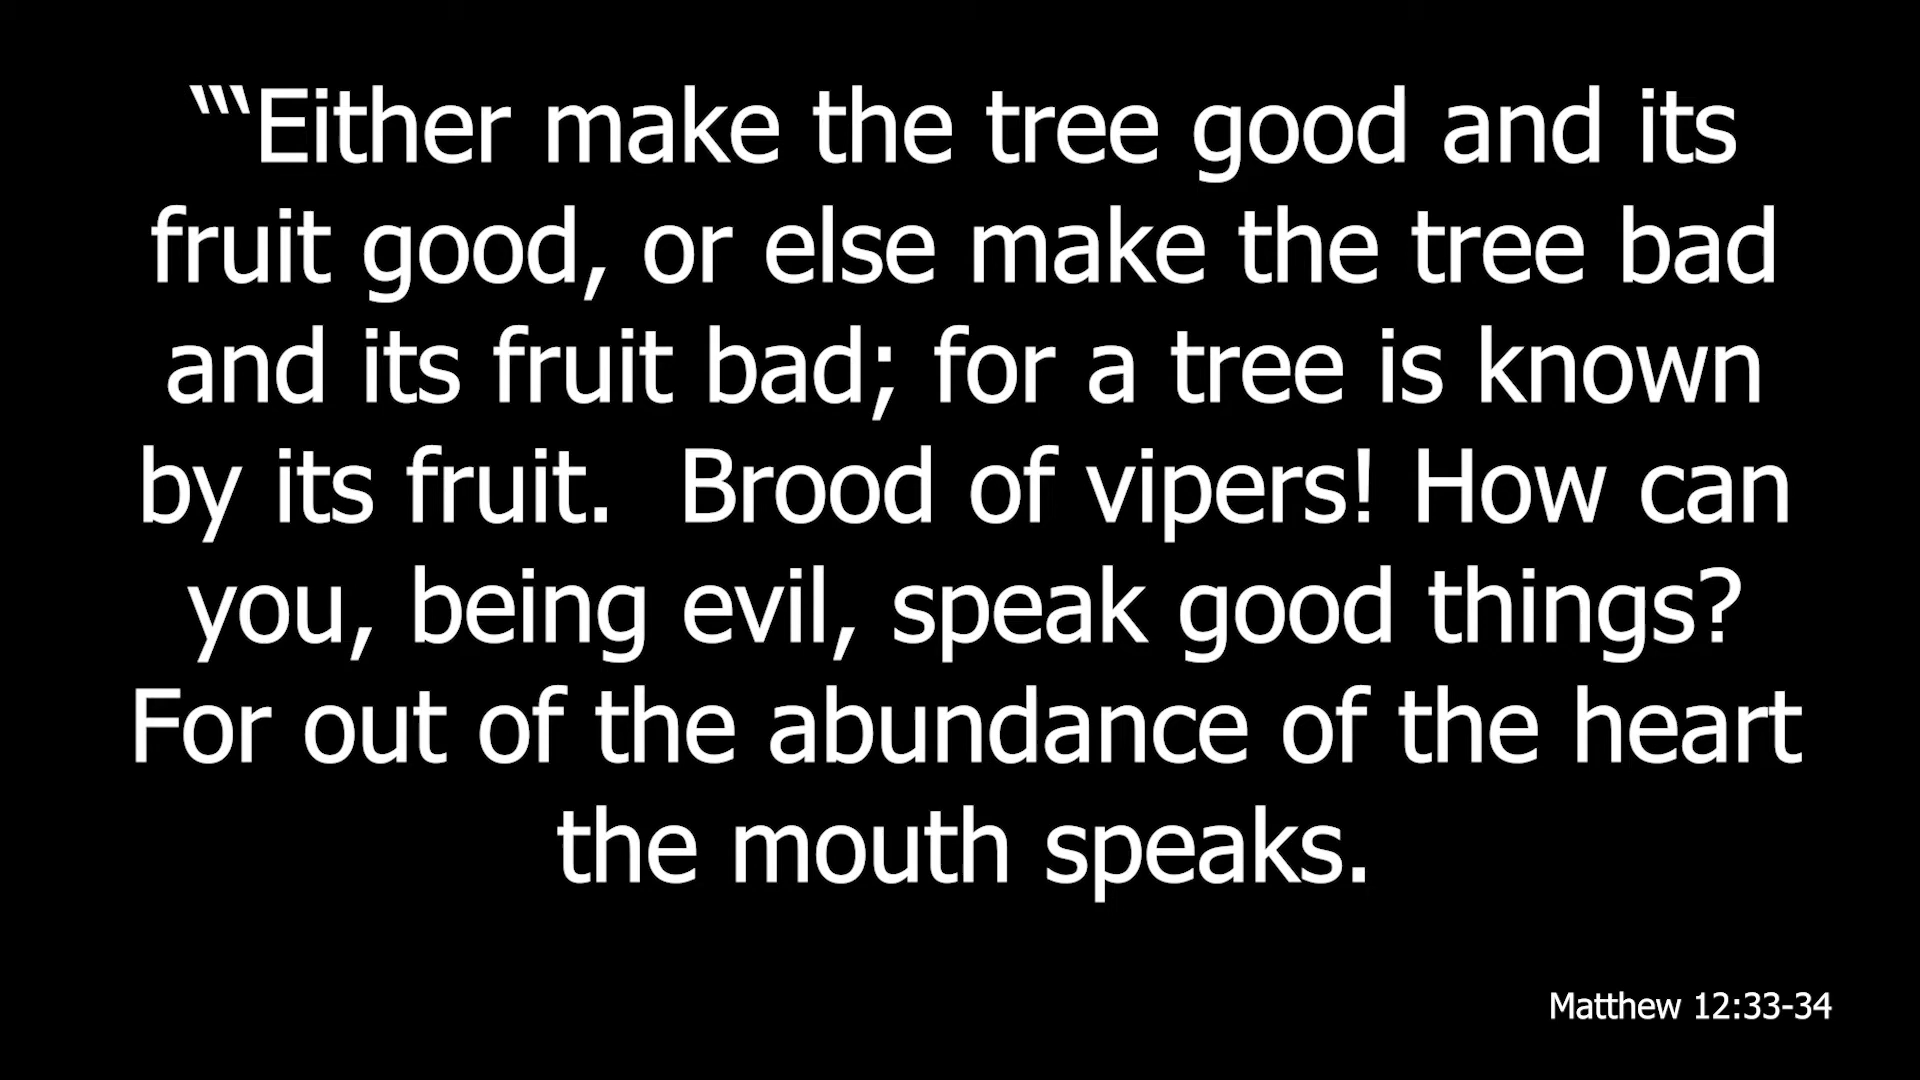 “‘Either make the tree good and its
fruit good, or else make the tree bad
and its fruit bad; for a tree is known
by its fruit.  Brood of vipers! How can
you, being evil, speak good things?
For out of the abundance of the heart
the mouth speaks.
Matthew 12:33-34